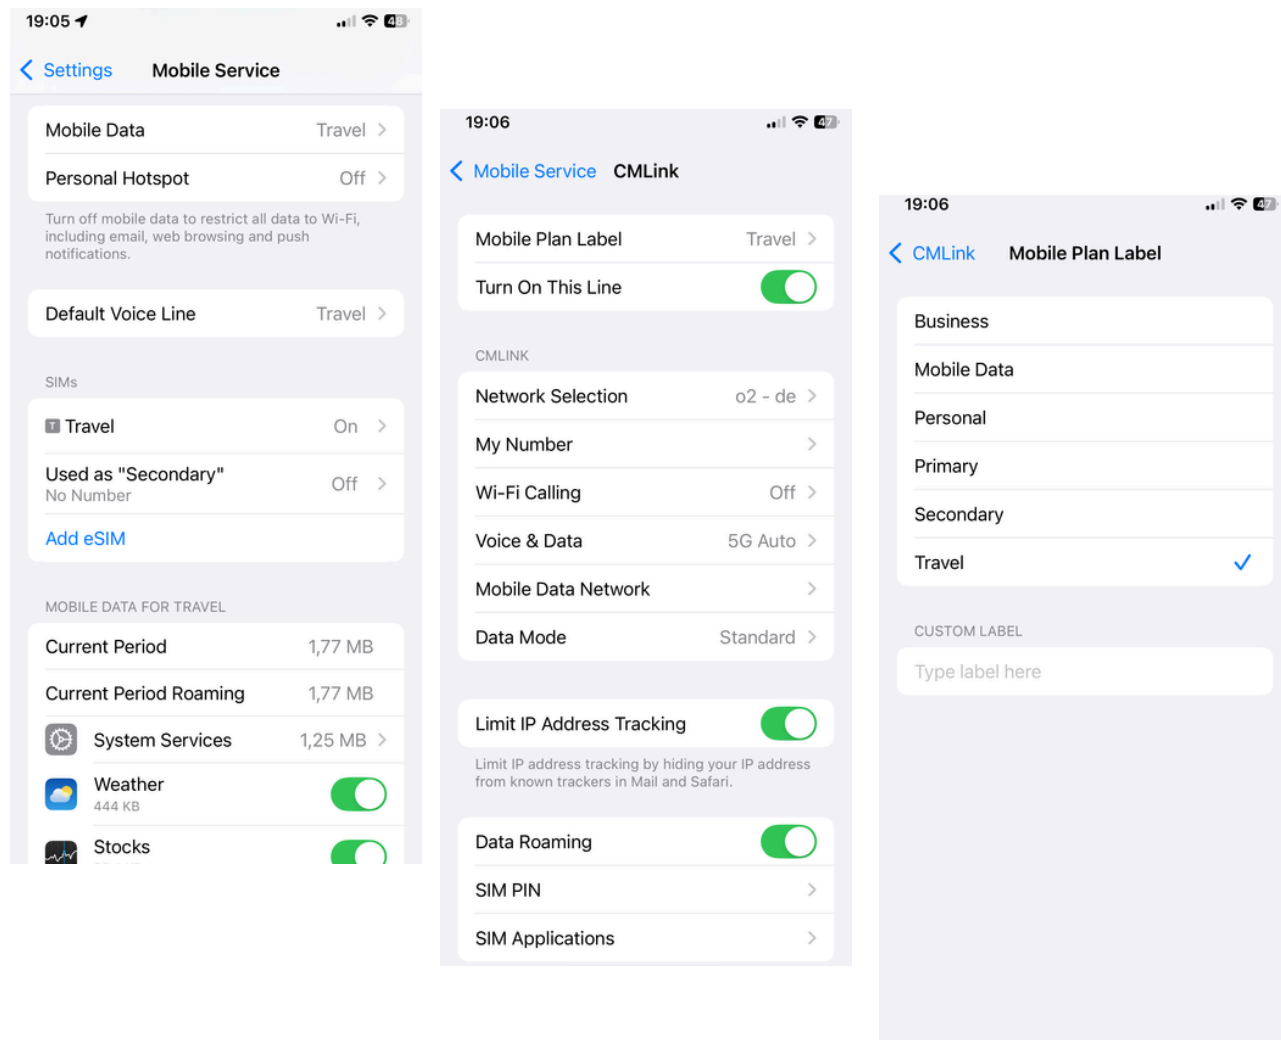 19:05
48
Settings
Mobile Service
Mobile Data
Travel
Personal Hotspot
Off
Turn off mobile data to restrict all data to Wi-Fi,
including email, web browsing and push
notifications.
Default Voice Line
Travel
SIMs
T
Travel
On
Used as "Secondary"
No Number
Off
Add eSIM
MOBILE DATA FOR TRAVEL
Current Period
1,77 MB
Current Period Roaming
1,77 MB
System Services
1,25 MB
Weather
444 KB
Stocks
19:06
47
Mobile Service
CMLink
Mobile Plan Label
Travel
Turn On This Line
CMLINK
Network Selection
o2 - de
My Number
Wi-Fi Calling
Off
Voice & Data
5G Auto
Mobile Data Network
Data Mode
Standard
Limit IP Address Tracking
Limit IP address tracking by hiding your IP address
from known trackers in Mail and Safari.
Data Roaming
SIM PIN
SIM Applications
19:06
47
CMLink
Mobile Plan Label
Business
Mobile Data
Personal
Primary
Secondary
Travel
CUSTOM LABEL
Type label here